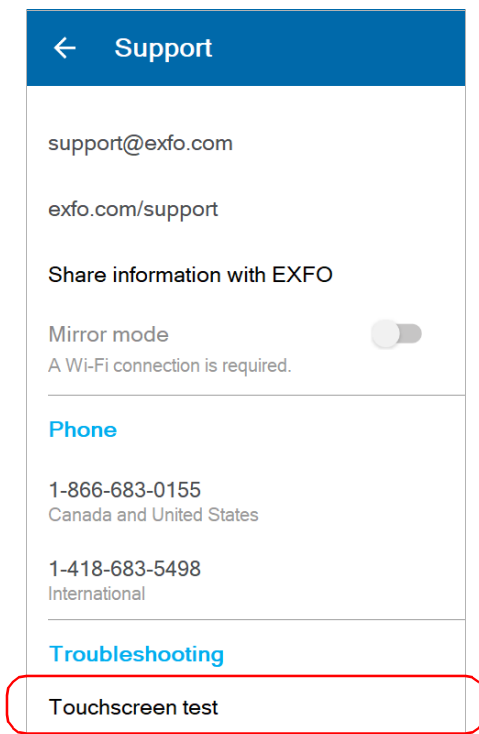 Support
support@exfo.com
exfo.com/support
Share information with EXFO
Mirror mode
A Wi-Fi connection is required.
Phone
1-866-683-0155
Canada and United States
1-418-683-5498
International
Troubleshooting
Touchscreen test